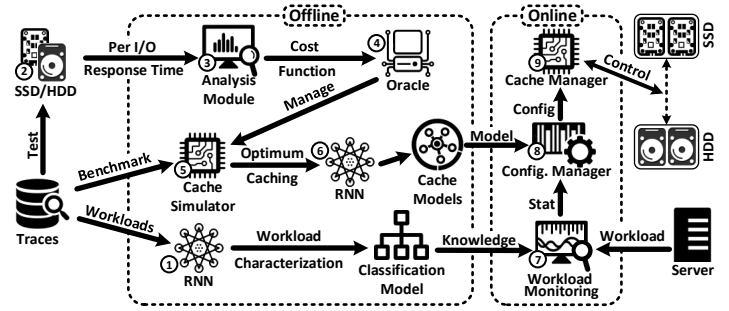 Offline
Online
2
SSD/HDD
Per I/O
Response Time
3
Analysis
Module
Cost
Function
4
Oracle
Manage
9
Cache Manager
Control
SSD
HDD
Config
Test
Benchmark
5
Cache
Simulator
Optimum
Caching
6
RNN
Cache
Models
Model
8
Config. Manager
Stat
Traces
Workloads
1
RNN
Workload
Characterization
Classification
Model
Knowledge
7
Workload
Monitoring
Workload
Server